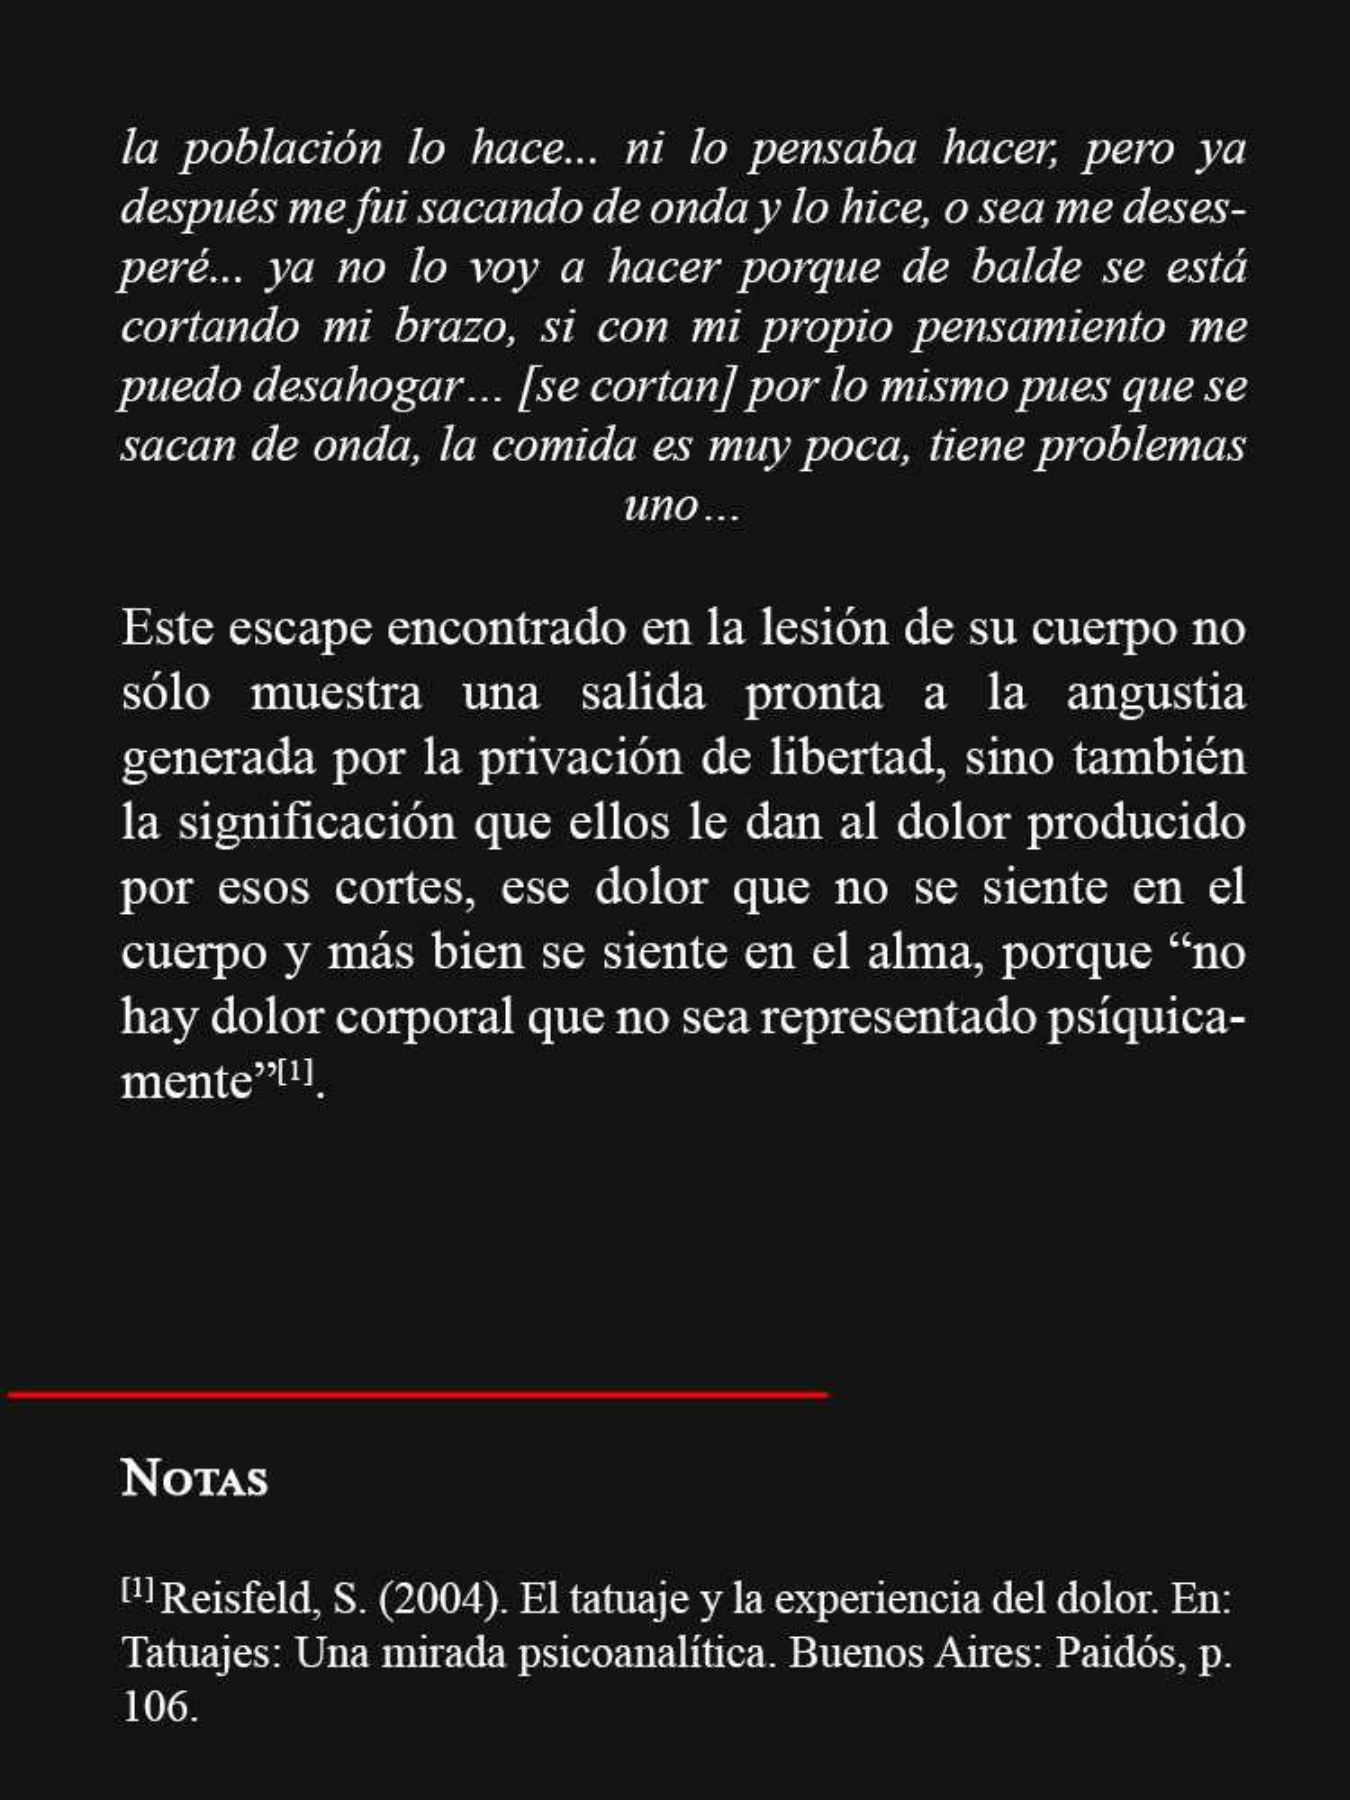 la población lo hace... ni lo pensaba hacer, pero ya
después me fui sacando de onda y lo hice, o sea me deses-
peré... ya no lo voy a hacer porque de balde se está
cortando mi brazo, si con mi propio pensamiento me
puedo desahogar... [se cortan] por lo mismo pues que se
sacan de onda, la comida es muy poca, tiene problemas
uno...
Este escape encontrado en la lesión de su cuerpo no
sólo muestra una salida pronta a la angustia
generada por la privación de libertad, sino también
la significación que ellos le dan al dolor producido
por esos cortes, ese dolor que no se siente en el
cuerpo y más bien se siente en el alma, porque “no
hay dolor corporal que no sea representado psíquica-
mente”[1].
NOTAS
[1] Reisfeld, S. (2004). El tatuaje y la experiencia del dolor. En:
Tatuajes: Una mirada psicoanalítica. Buenos Aires: Paidós, p.
106.